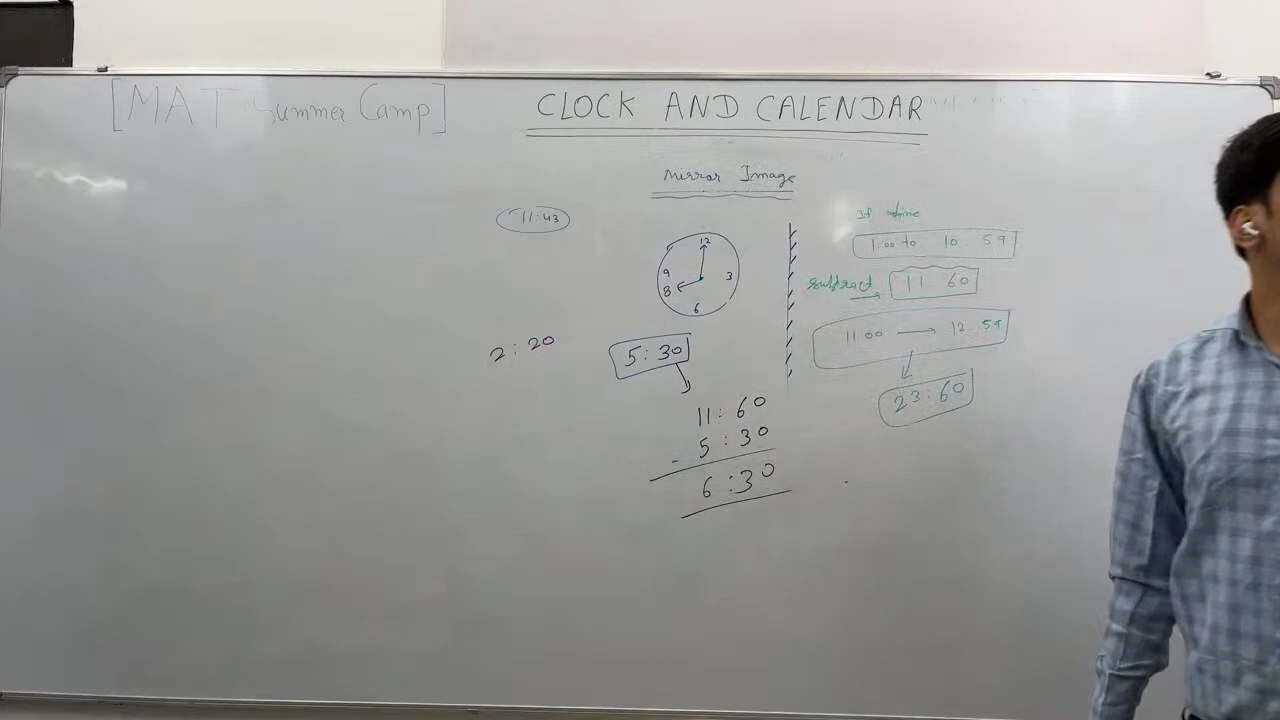 [MAT Summer Camp]
CLOCK AND CALENDAR
Mirror Image
11:43
12
9
3
8
6
If time
1:00 to 10 59
subtract → 11 60
11 00 → 12 59
23:60
2:20
5:30
11:60
- 5:30
6:30